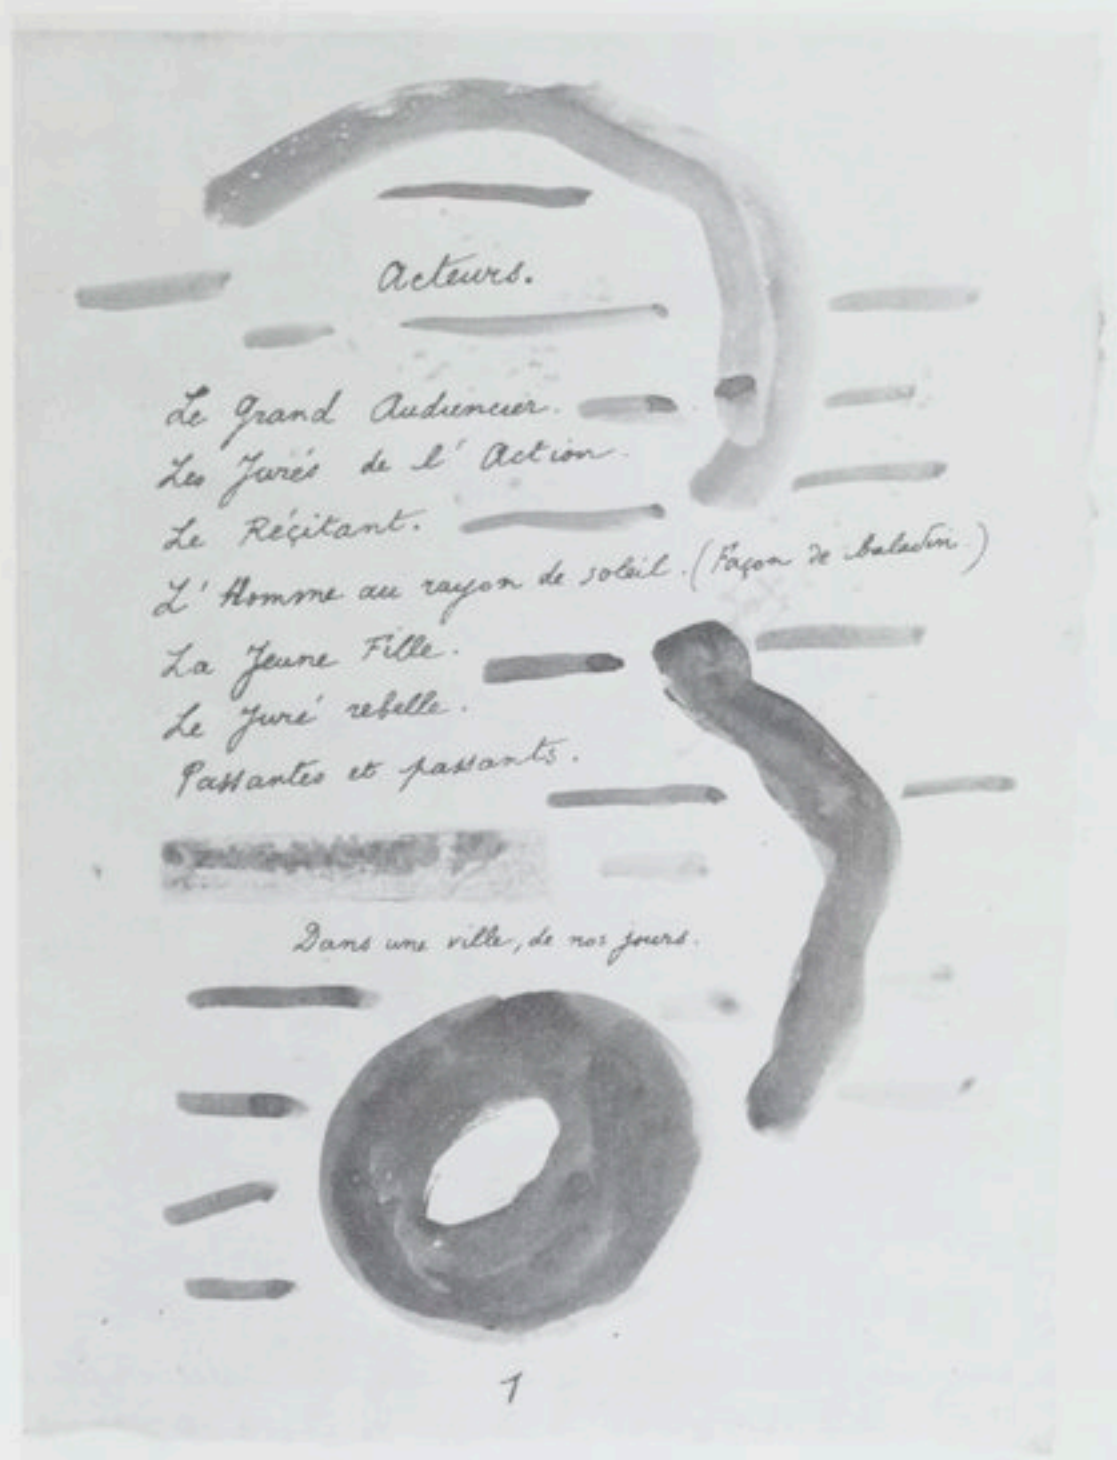 Acteurs.
Le Grand Audiencier.
Les Jurés de l'Action.
Le Réçitant.
L'Homme au rayon de soleil. (Façon de baladin.)
La Jeune Fille.
Le Juré rebelle.
Passantes et passants.
Dans une ville, de nos jours.
1